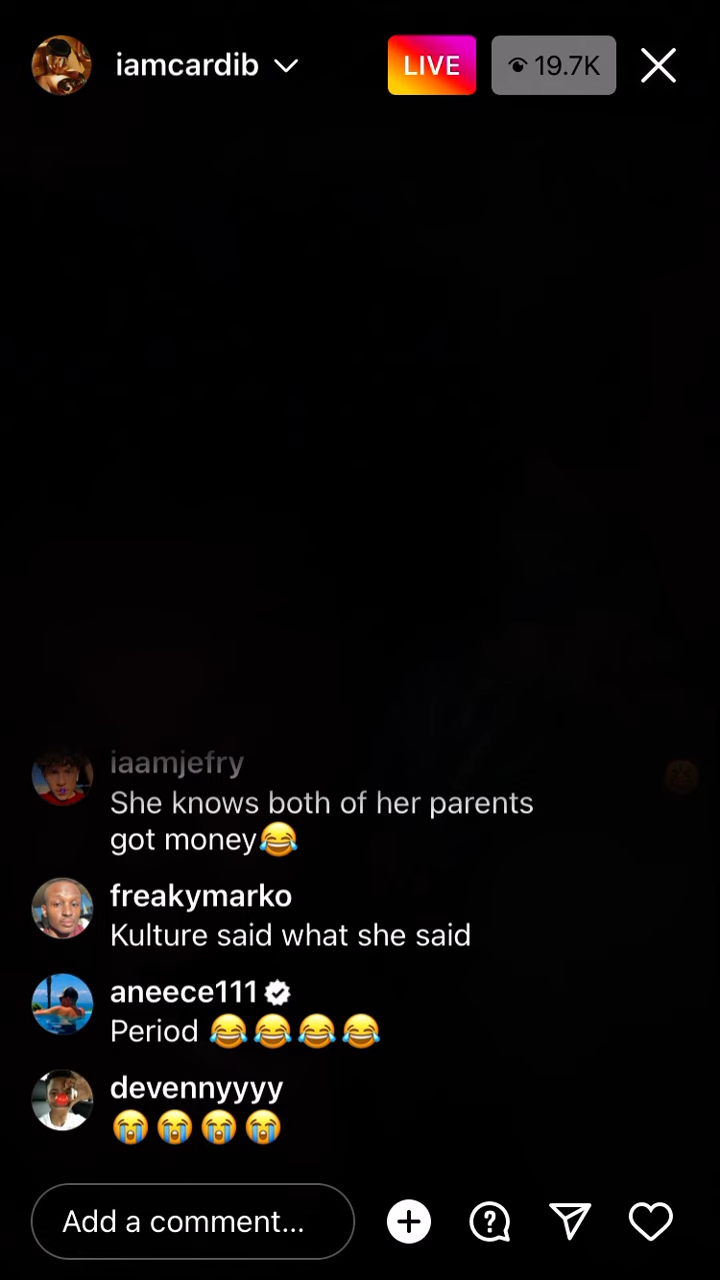 iamcardib
LIVE
19.7K
iaamjefry
She knows both of her parents
got money😂
freakymarko
Kulture said what she said
aneece111
Period 😂😂😂😂
devennyyyy
😭😭😭😭
Add a comment...